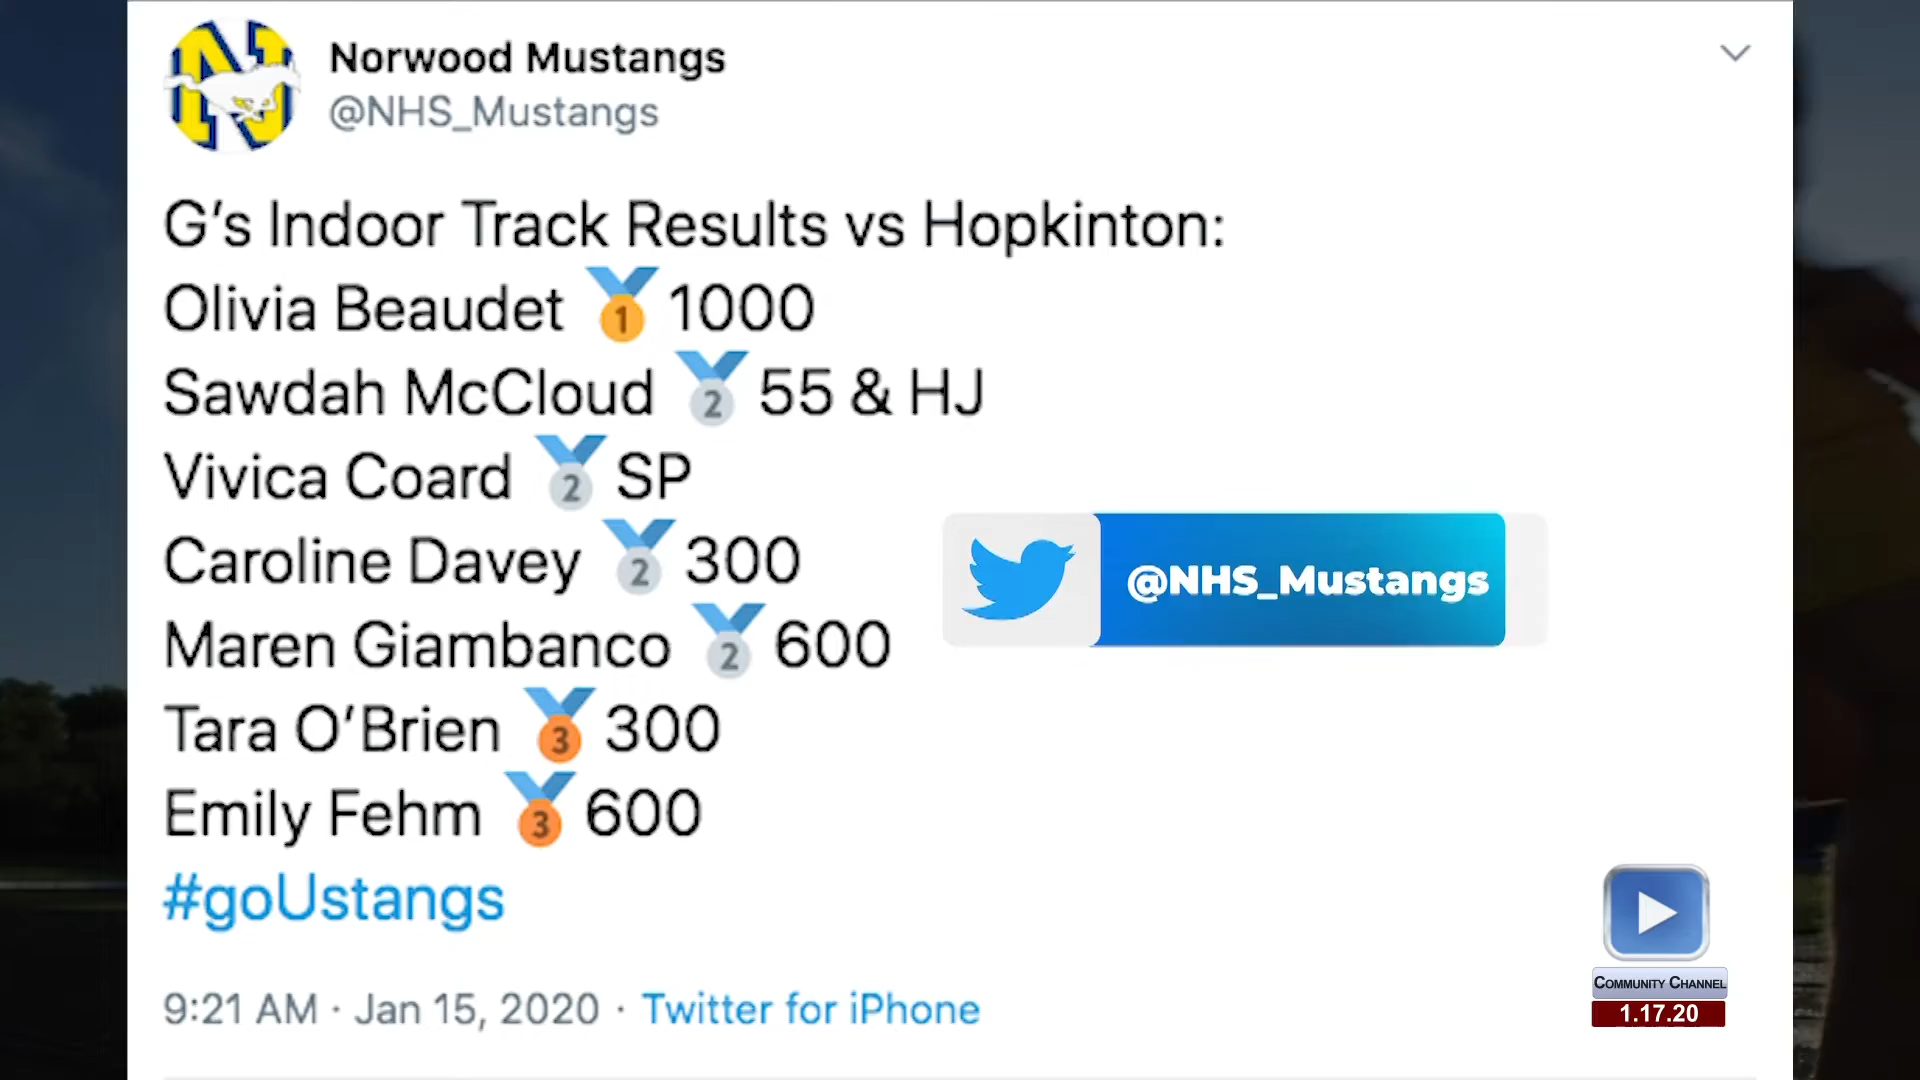 Norwood Mustangs
@NHS_Mustangs
G's Indoor Track Results vs Hopkinton:
Olivia Beaudet 🥇 1000
Sawdah McCloud 🥈 55 & HJ
Vivica Coard 🥈 SP
Caroline Davey 🥈 300
Maren Giambanco 🥈 600
Tara O'Brien 🥉 300
Emily Fehm 🥉 600
#goUstangs
9:21 AM · Jan 15, 2020 · Twitter for iPhone
@NHS_Mustangs
COMMUNITY CHANNEL
1.17.20